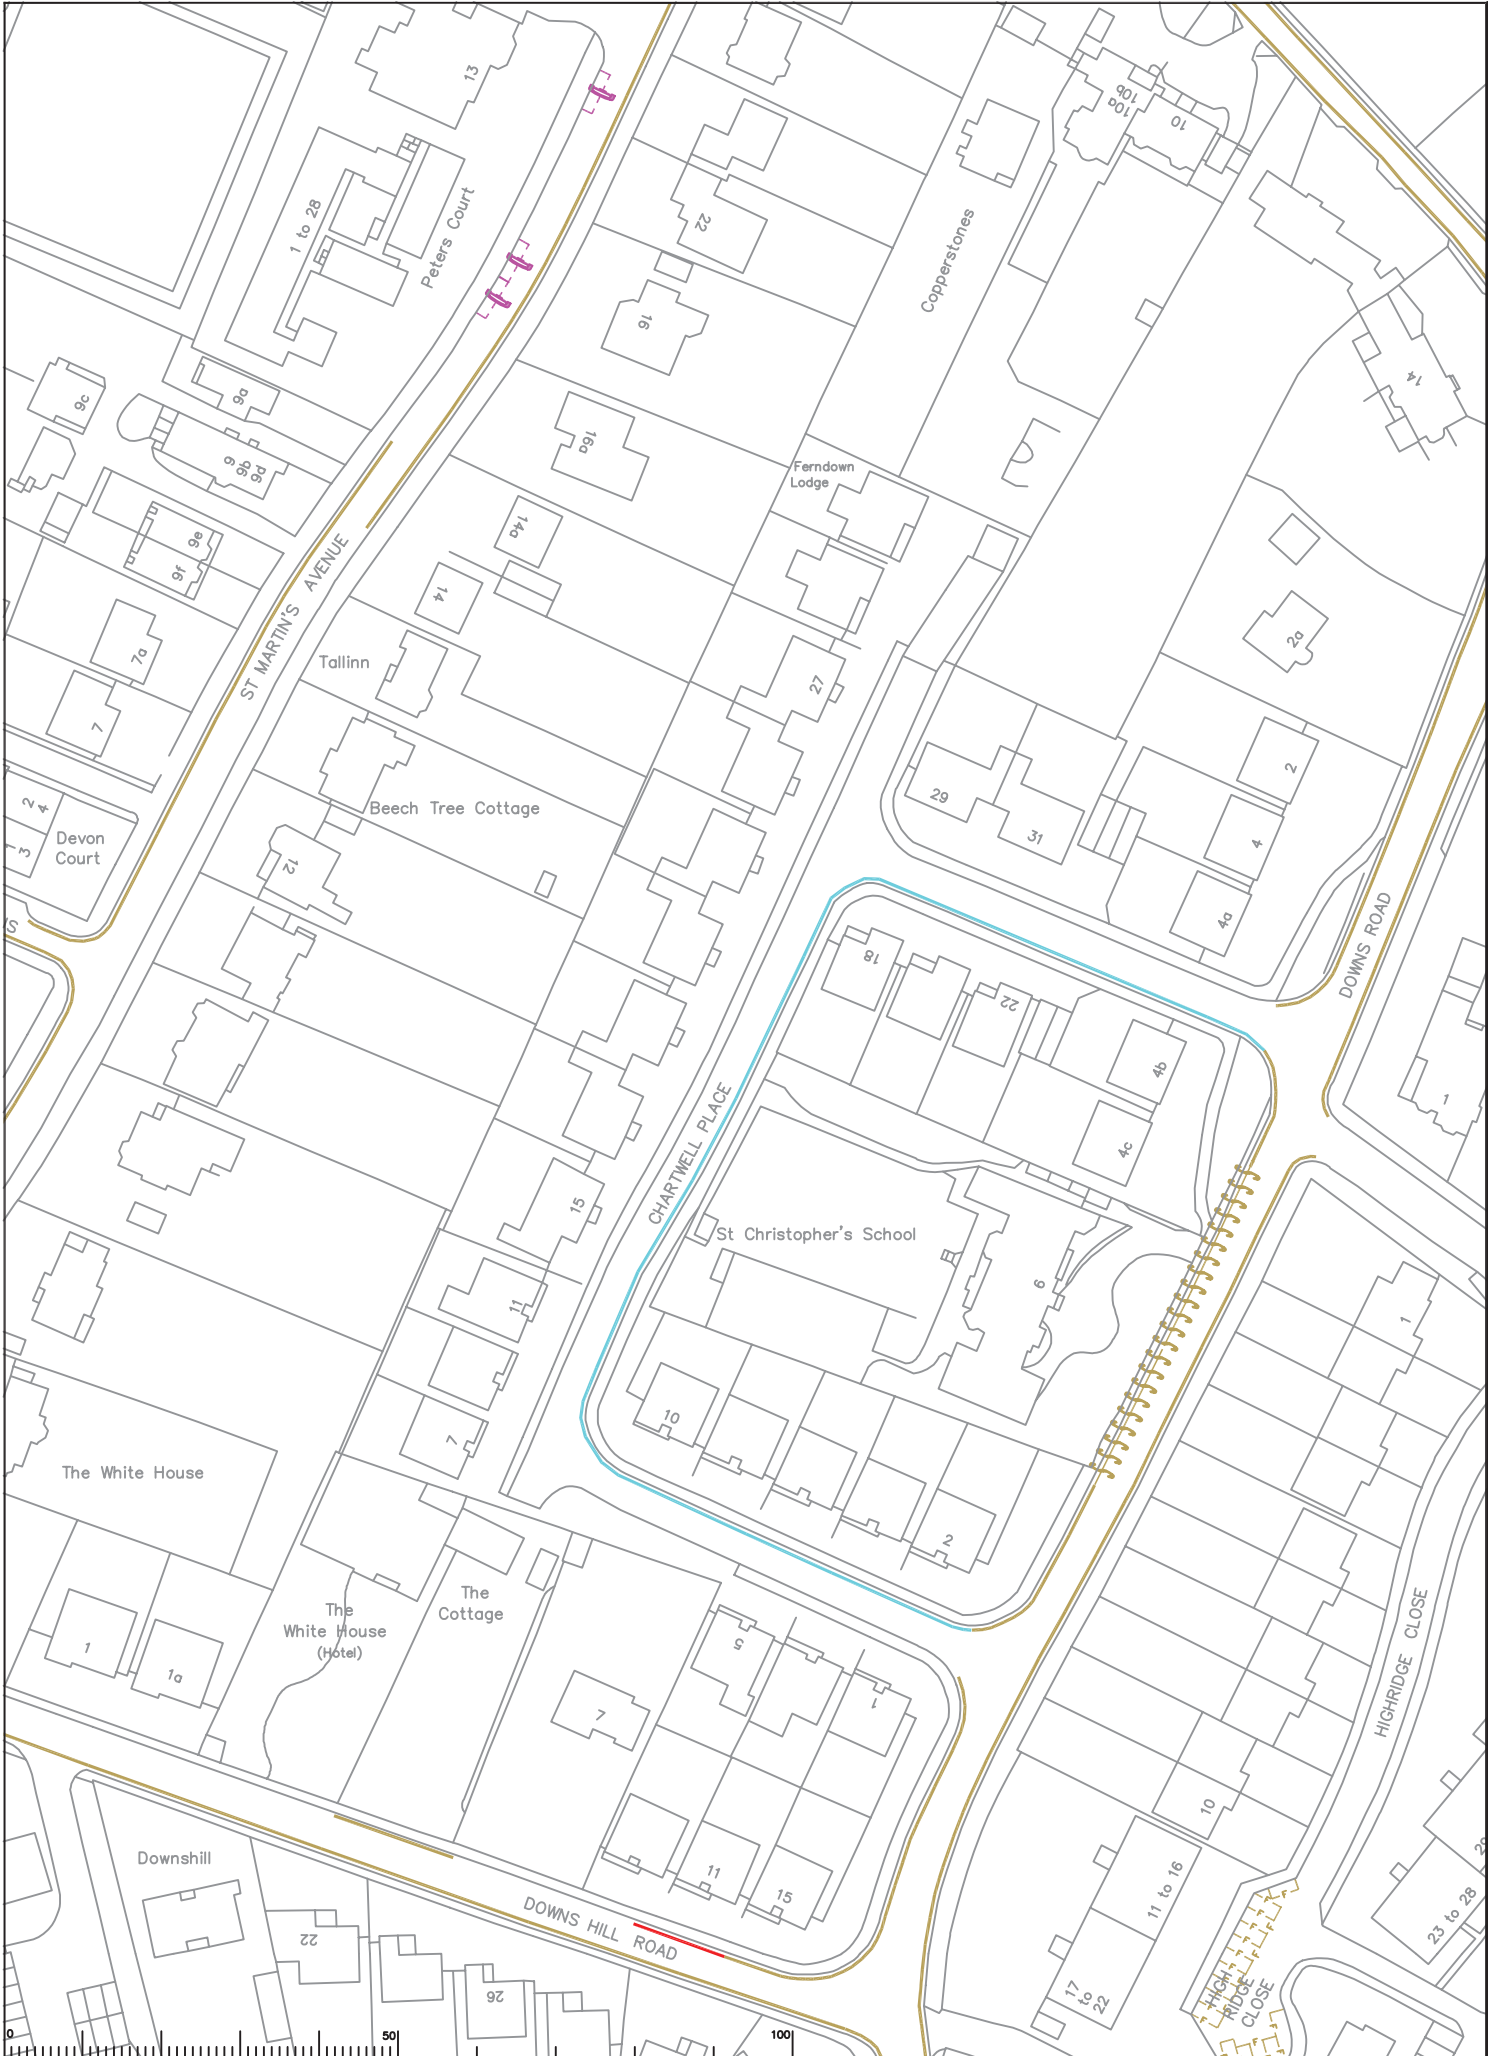 13
10b
10a
10
1 to 28
Peters Court
22
Copperstones
16
14
9c
9a
16a
9
9b
9d
Ferndown
Lodge
14a
9e
9f
ST MARTIN'S AVENUE
14
2a
7a
Tallinn
27
7
2
29
31
2
4
Beech Tree Cottage
Devon
Court
1
3
4
12
4a
DOWNS ROAD
18
22
4b
1
CHARTWELL PLACE
4c
15
St Christopher's School
6
11
1
10
7
The White House
2
The
Cottage
The
White House
(Hotel)
HIGHRIDGE CLOSE
5
1
1a
1
7
10
Downshill
11
15
11 to 16
23 to 28
DOWNS HILL ROAD
22
26
17
to
22
HIGH
RIDGE
CLOSE
0
50
100